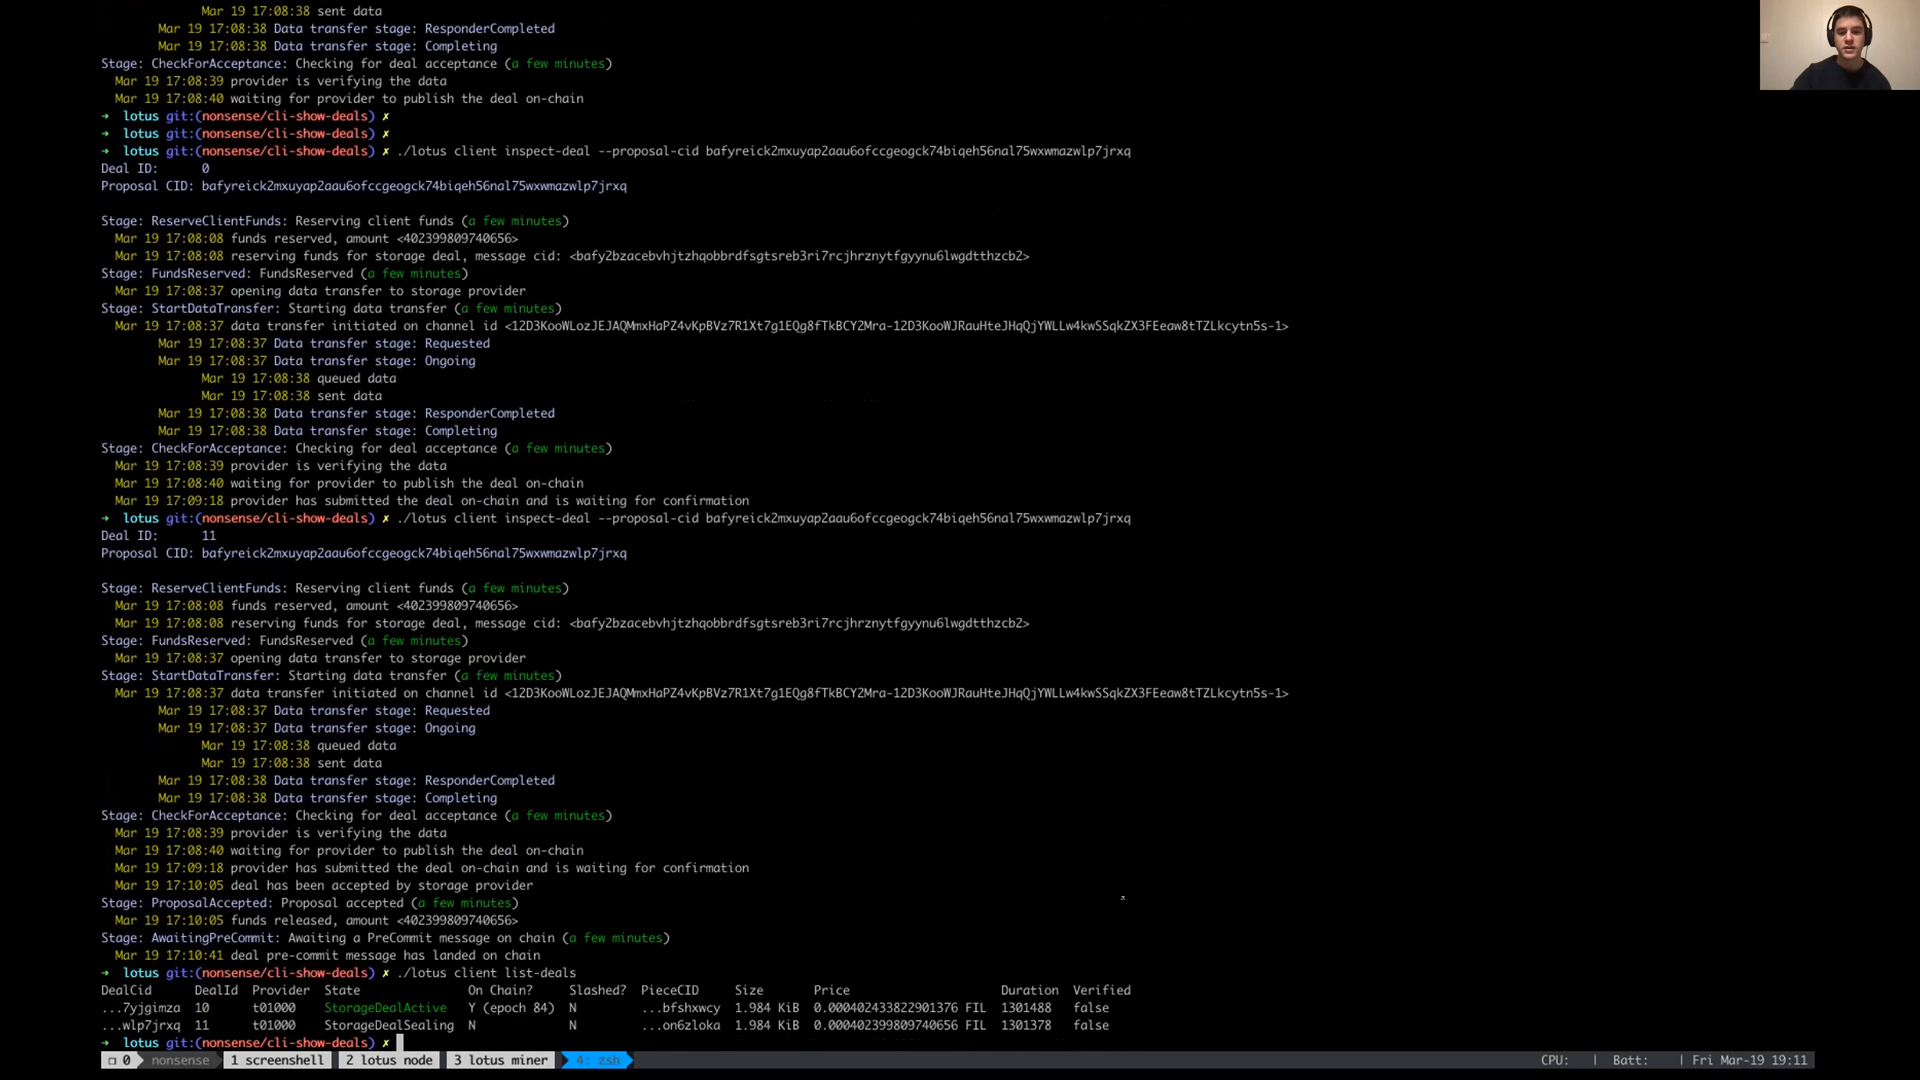 Mar 19 17:08:38 sent data
Mar 19 17:08:38 Data transfer stage: ResponderCompleted
Mar 19 17:08:38 Data transfer stage: Completing
Stage: CheckForAcceptance: Checking for deal acceptance (a few minutes)
Mar 19 17:08:39 provider is verifying the data
Mar 19 17:08:40 waiting for provider to publish the deal on-chain
➜ lotus git:(nonsense/cli-show-deals) ✗
➜ lotus git:(nonsense/cli-show-deals) ✗
➜ lotus git:(nonsense/cli-show-deals) ✗ ./lotus client inspect-deal --proposal-cid bafyreick2mxuyap2aau6ofccgeogck74biqeh56nal75wxwmazwlp7jrxq
Deal ID: 0
Proposal CID: bafyreick2mxuyap2aau6ofccgeogck74biqeh56nal75wxwmazwlp7jrxq
Stage: ReserveClientFunds: Reserving client funds (a few minutes)
Mar 19 17:08:08 funds reserved, amount <402399809740656>
Mar 19 17:08:08 reserving funds for storage deal, message cid: <bafy2bzacebvhjtzhqobbrdfsgtsreb3ri7rcjhrznytfgyynu6lwgdtthzcb2>
Stage: FundsReserved: FundsReserved (a few minutes)
Mar 19 17:08:37 opening data transfer to storage provider
Stage: StartDataTransfer: Starting data transfer (a few minutes)
Mar 19 17:08:37 data transfer initiated on channel id <12D3KooWLozJEJAQMmxHaPZ4vKpBVz7R1Xt7g1EQg8fTkBCY2Mra-12D3KooWJRauHteJHqQjYWLLw4kwSSqkZX3FEeaw8tTZLkcytn5s-1>
Mar 19 17:08:37 Data transfer stage: Requested
Mar 19 17:08:37 Data transfer stage: Ongoing
Mar 19 17:08:38 queued data
Mar 19 17:08:38 sent data
Mar 19 17:08:38 Data transfer stage: ResponderCompleted
Mar 19 17:08:38 Data transfer stage: Completing
Stage: CheckForAcceptance: Checking for deal acceptance (a few minutes)
Mar 19 17:08:39 provider is verifying the data
Mar 19 17:08:40 waiting for provider to publish the deal on-chain
Mar 19 17:09:18 provider has submitted the deal on-chain and is waiting for confirmation
➜ lotus git:(nonsense/cli-show-deals) ✗ ./lotus client inspect-deal --proposal-cid bafyreick2mxuyap2aau6ofccgeogck74biqeh56nal75wxwmazwlp7jrxq
Deal ID: 11
Proposal CID: bafyreick2mxuyap2aau6ofccgeogck74biqeh56nal75wxwmazwlp7jrxq
Stage: ReserveClientFunds: Reserving client funds (a few minutes)
Mar 19 17:08:08 funds reserved, amount <402399809740656>
Mar 19 17:08:08 reserving funds for storage deal, message cid: <bafy2bzacebvhjtzhqobbrdfsgtsreb3ri7rcjhrznytfgyynu6lwgdtthzcb2>
Stage: FundsReserved: FundsReserved (a few minutes)
Mar 19 17:08:37 opening data transfer to storage provider
Stage: StartDataTransfer: Starting data transfer (a few minutes)
Mar 19 17:08:37 data transfer initiated on channel id <12D3KooWLozJEJAQMmxHaPZ4vKpBVz7R1Xt7g1EQg8fTkBCY2Mra-12D3KooWJRauHteJHqQjYWLLw4kwSSqkZX3FEeaw8tTZLkcytn5s-1>
Mar 19 17:08:37 Data transfer stage: Requested
Mar 19 17:08:37 Data transfer stage: Ongoing
Mar 19 17:08:38 queued data
Mar 19 17:08:38 sent data
Mar 19 17:08:38 Data transfer stage: ResponderCompleted
Mar 19 17:08:38 Data transfer stage: Completing
Stage: CheckForAcceptance: Checking for deal acceptance (a few minutes)
Mar 19 17:08:39 provider is verifying the data
Mar 19 17:08:40 waiting for provider to publish the deal on-chain
Mar 19 17:09:18 provider has submitted the deal on-chain and is waiting for confirmation
Mar 19 17:10:05 deal has been accepted by storage provider
Stage: ProposalAccepted: Proposal accepted (a few minutes)
Mar 19 17:10:05 funds released, amount <402399809740656>
Stage: AwaitingPreCommit: Awaiting a PreCommit message on chain (a few minutes)
Mar 19 17:10:41 deal pre-commit message has landed on chain
➜ lotus git:(nonsense/cli-show-deals) ✗ ./lotus client list-deals
DealCid DealId Provider State On Chain? Slashed? PieceCID Size Price Duration Verified
...7yjgimza 10 t01000 StorageDealActive Y (epoch 84) N ...bfshxwcy 1.984 KiB 0.000402433822901376 FIL 1301488 false
...wlp7jrxq 11 t01000 StorageDealSealing N N ...on6zloka 1.984 KiB 0.000402399809740656 FIL 1301378 false
➜ lotus git:(nonsense/cli-show-deals) ✗
❐ 0 nonsense 1 screenshell 2 lotus node 3 lotus miner 4: zsh CPU: | Batt: | Fri Mar-19 19:11